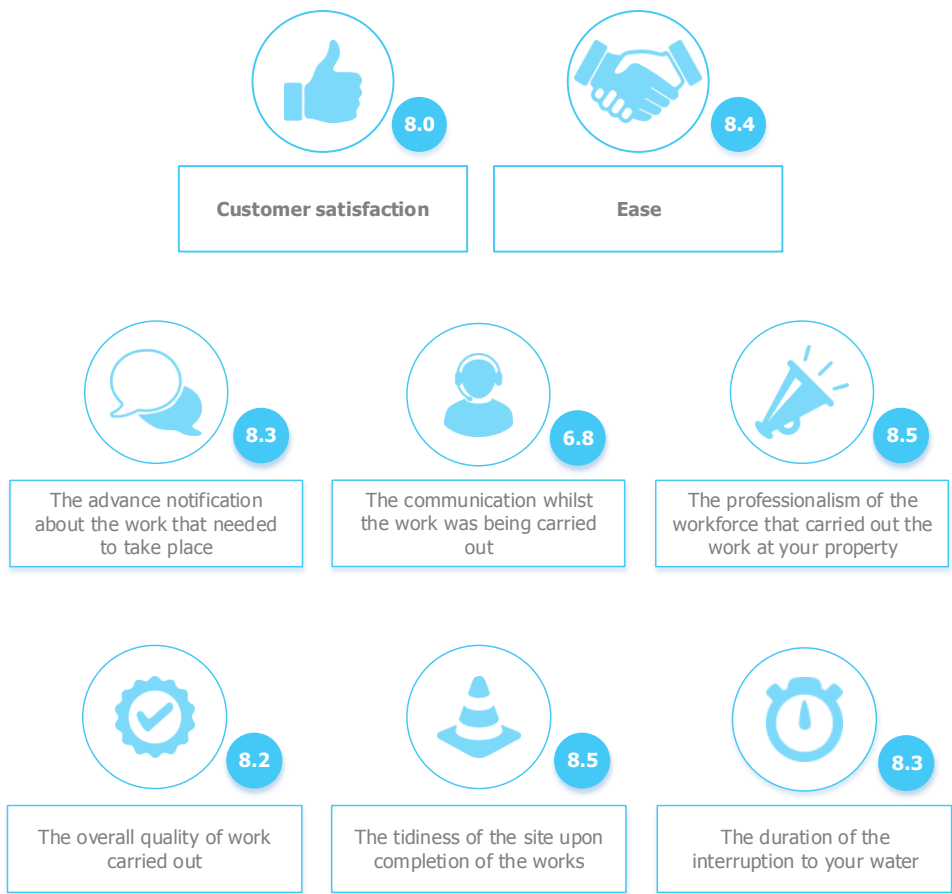 8.0
8.4
Customer satisfaction
Ease
8.3
6.8
8.5
The advance notification
about the work that needed
to take place
The communication whilst
the work was being carried
out
The professionalism of the
workforce that carried out the
work at your property
8.2
8.5
8.3
The overall quality of work
carried out
The tidiness of the site upon
completion of the works
The duration of the
interruption to your water